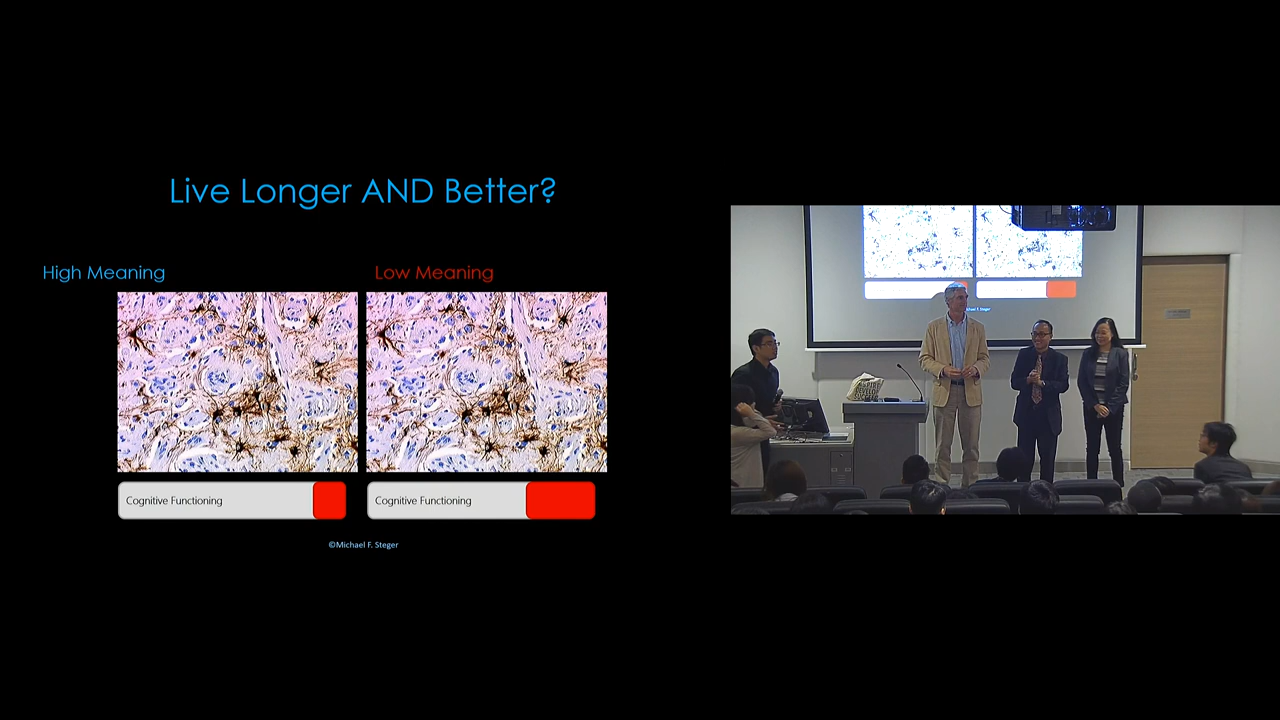 Live Longer AND Better?
High Meaning
Low Meaning
Cognitive Functioning
Cognitive Functioning
©Michael F. Steger